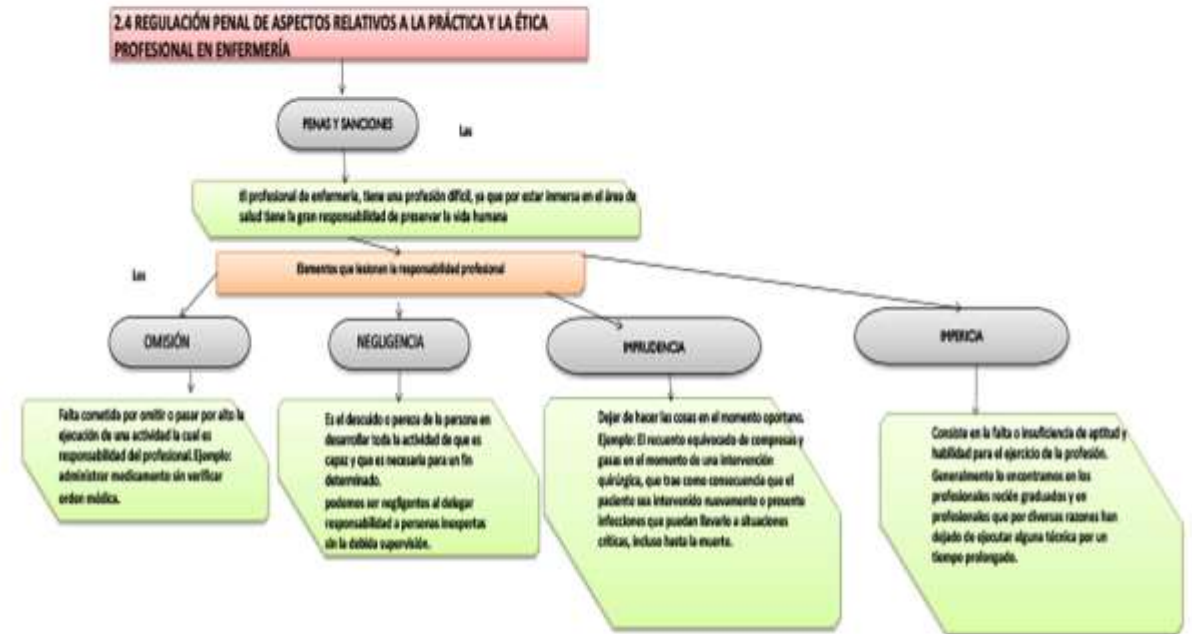 2.4 REGULACIÓN PENAL DE ASPECTOS RELATIVOS A LA PRÁCTICA Y LA ÉTICA
PROFESIONAL EN ENFERMERÍA
PENAS Y SANCIONES
Las
El profesional de enfermería, tiene una profesión difícil, ya que por estar inmersa en el área de
salud tiene la gran responsabilidad de preservar la vida humana
Los
Elementos que lesionen la responsabilidad profesional
OMISIÓN
NEGLIGENCIA
IMPRUDENCIA
IMPERICIA
Falta cometida por omitir o pasar por alto la
ejecución de una actividad la cual es
responsabilidad del profesional. Ejemplo:
administrar medicamento sin verificar
orden médica.
Es el descuido o pereza de la persona en
desarrollar toda la actividad de que es
capaz y que es necesaria para un fin
determinado.
podemos ser negligentes al delegar
responsabilidad a personas inexpertas
sin la debida supervisión.
Dejar de hacer las cosas en el momento oportuno.
Ejemplo: El recuento equivocado de compresas y
gasas en el momento de una intervención
quirúrgica, que trae como consecuencia que el
paciente sea intervenido nuevamente o presente
infecciones que puedan llevarlo a situaciones
críticas, incluso hasta la muerte.
Consiste en la falta o insuficiencia de aptitud y
habilidad para el ejercicio de la profesión.
Generalmente lo encontramos en los
profesionales recién graduados y en
profesionales que por diversas razones han
dejado de ejecutar alguna técnica por un
tiempo prolongado.